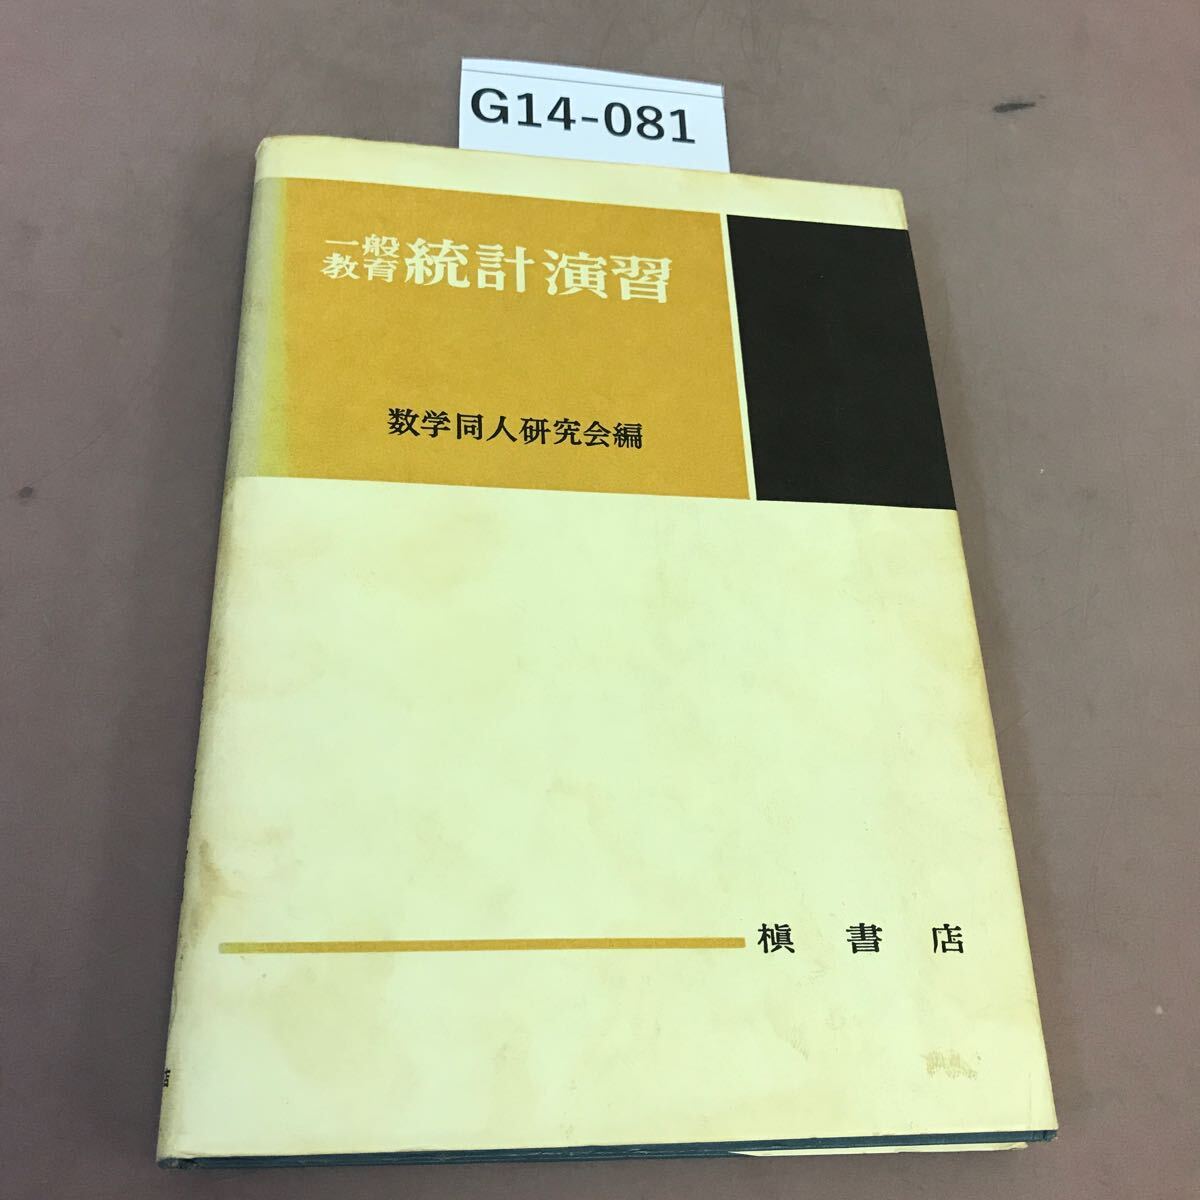 G14-081
一般
教育
統計演習
数学同人研究会編
槇書店
店